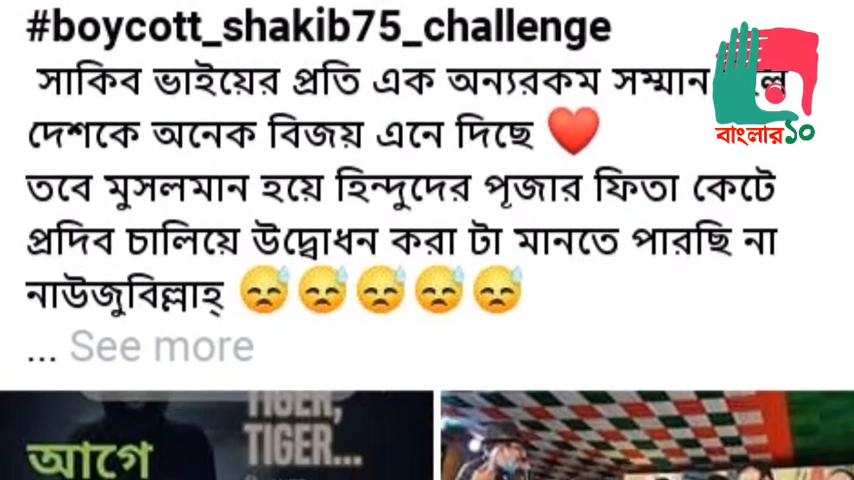 #boycott_shakib75_challenge
সাকিব ভাইয়ের প্রতি এক অন্যরকম সম্মান
দেশকে অনেক বিজয় এনে দিছে ❤️
তবে মুসলমান হয়ে হিন্দুদের পূজার ফিতা কেটে
প্রদিব চালিয়ে উদ্বোধন করা টা মানতে পারছি না
নাউজুবিল্লাহ্ 😓😓😓😓😓
... See more
বাংলার১০
TIGER,
TIGER...
আগে